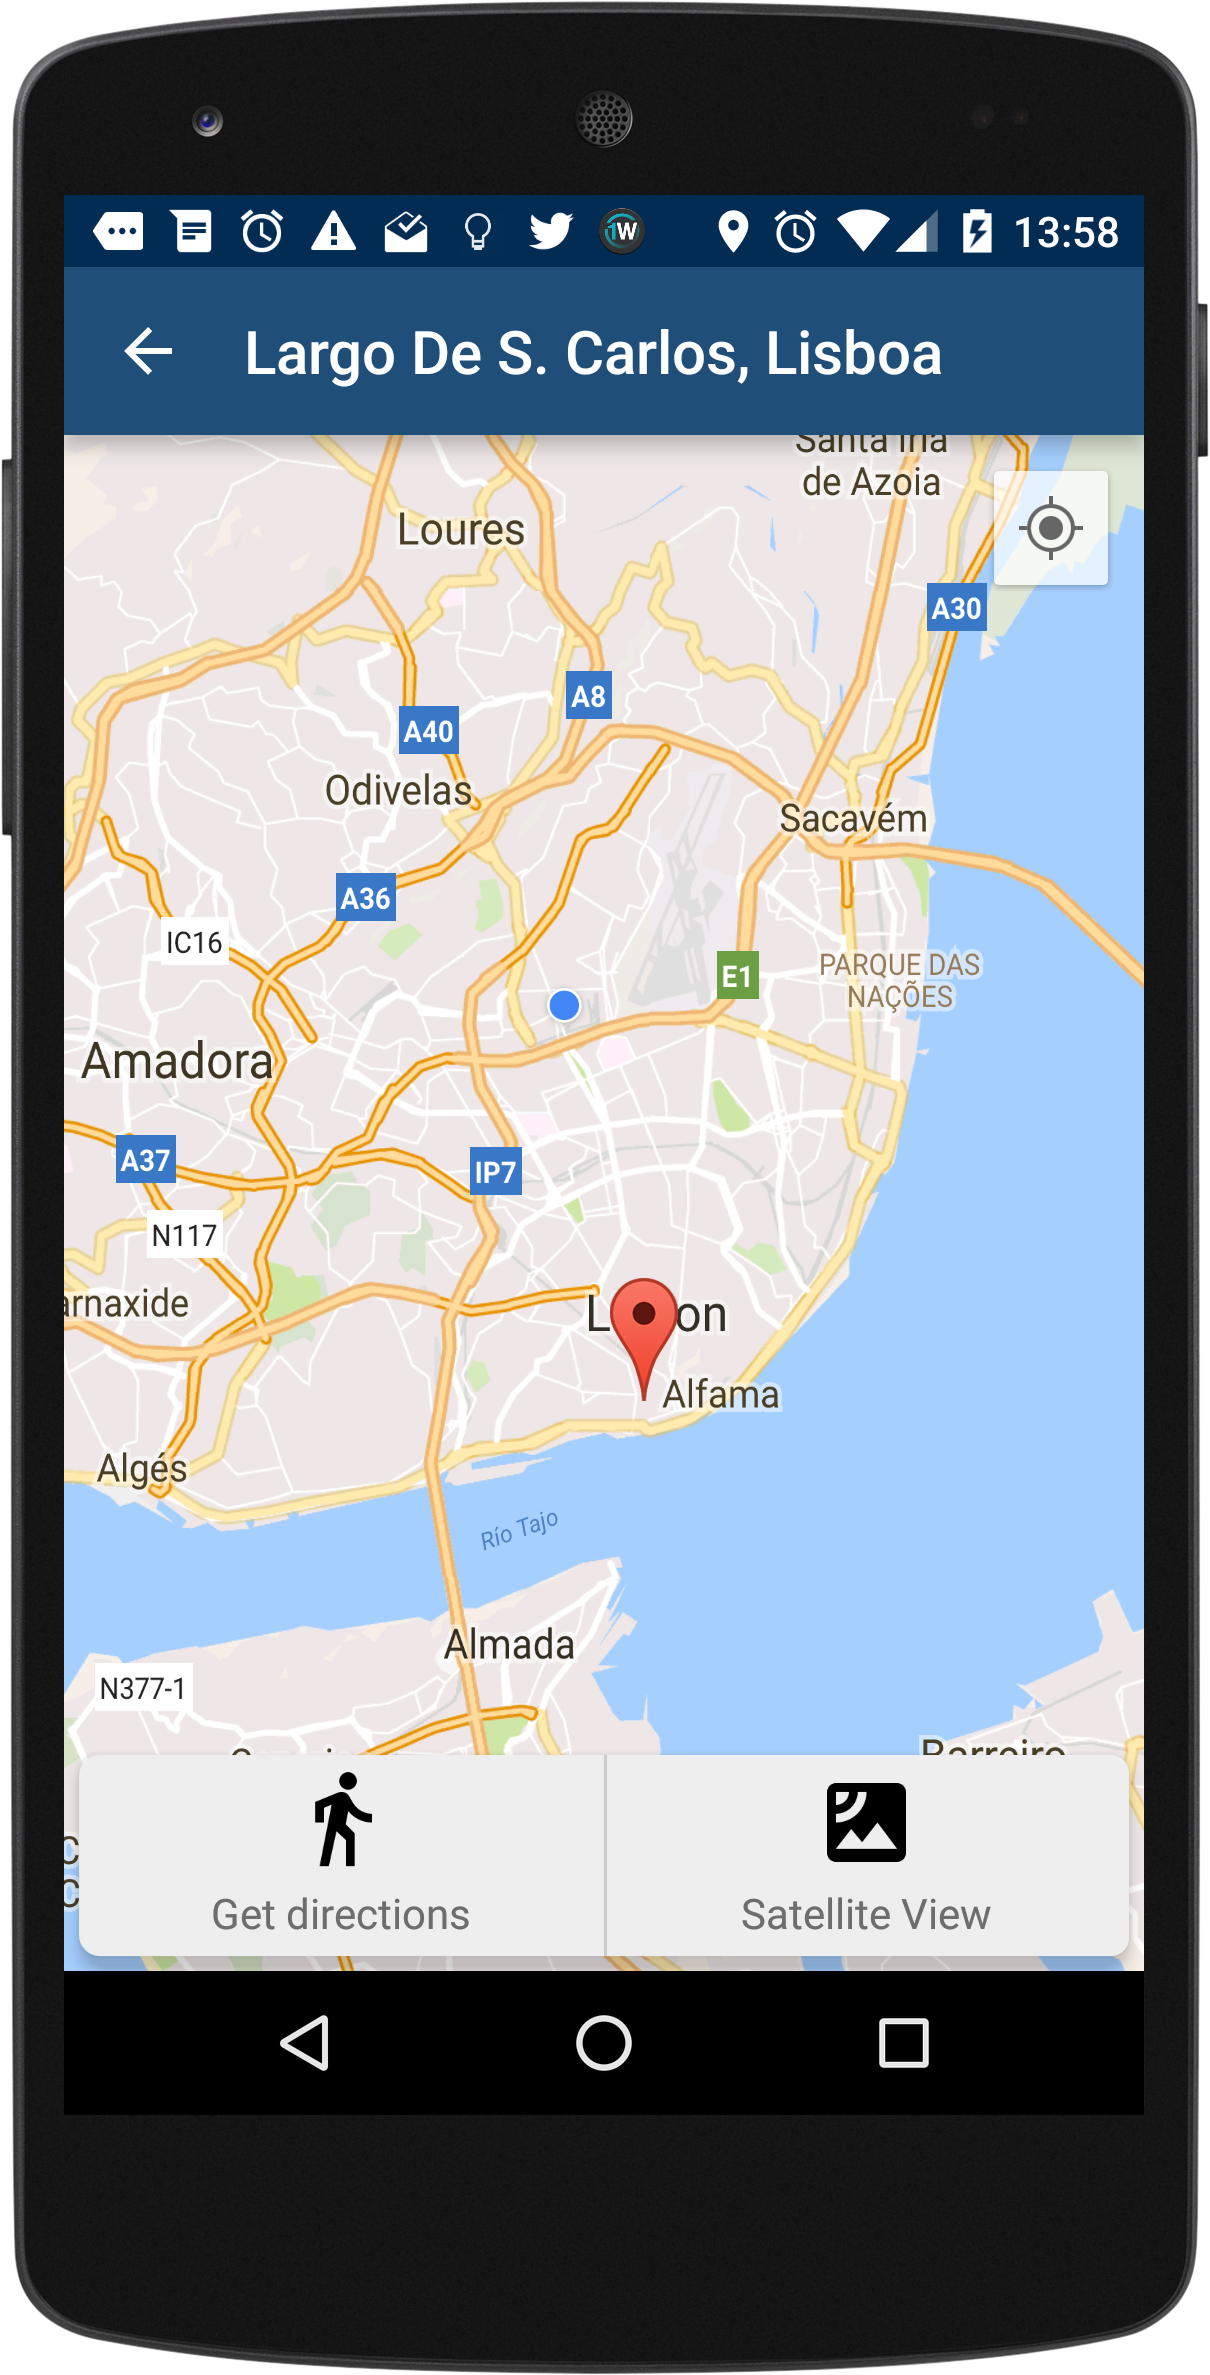 1W
13:58
Largo De S. Carlos, Lisboa
Santa Iria
de Azoia
Loures
A30
A8
A40
Odivelas
Sacavém
A36
IC16
PARQUE DAS
NAÇÕES
E1
Amadora
A37
IP7
N117
arnaxide
L on
Alfama
Algés
Río Tajo
Almada
N377-1
Barreiro
Get directions
Satellite View